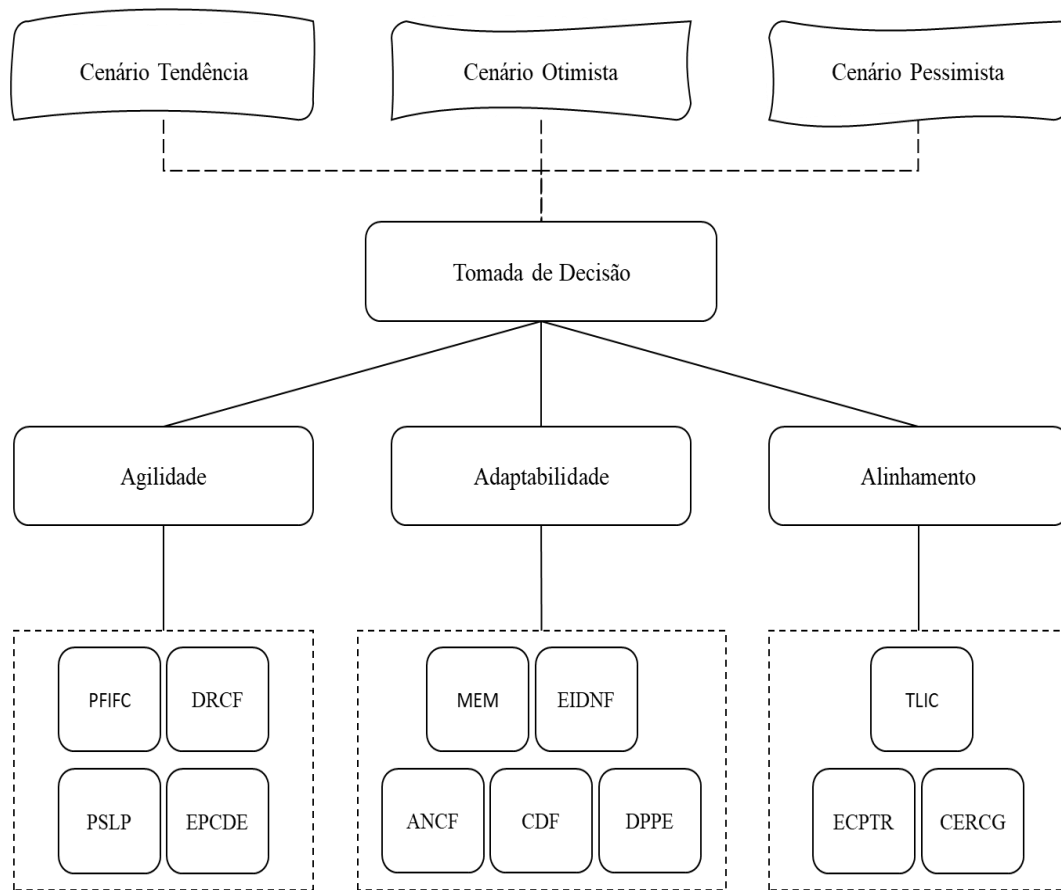 Cenário Tendência
Cenário Otimista
Cenário Pessimista
Tomada de Decisão
Agilidade
Adaptabilidade
Alinhamento
PFIFC
DRCF
PSLP
EPCDE
MEM
EIDNF
ANCF
CDF
DPPE
TLIC
ECPTR
CERCG